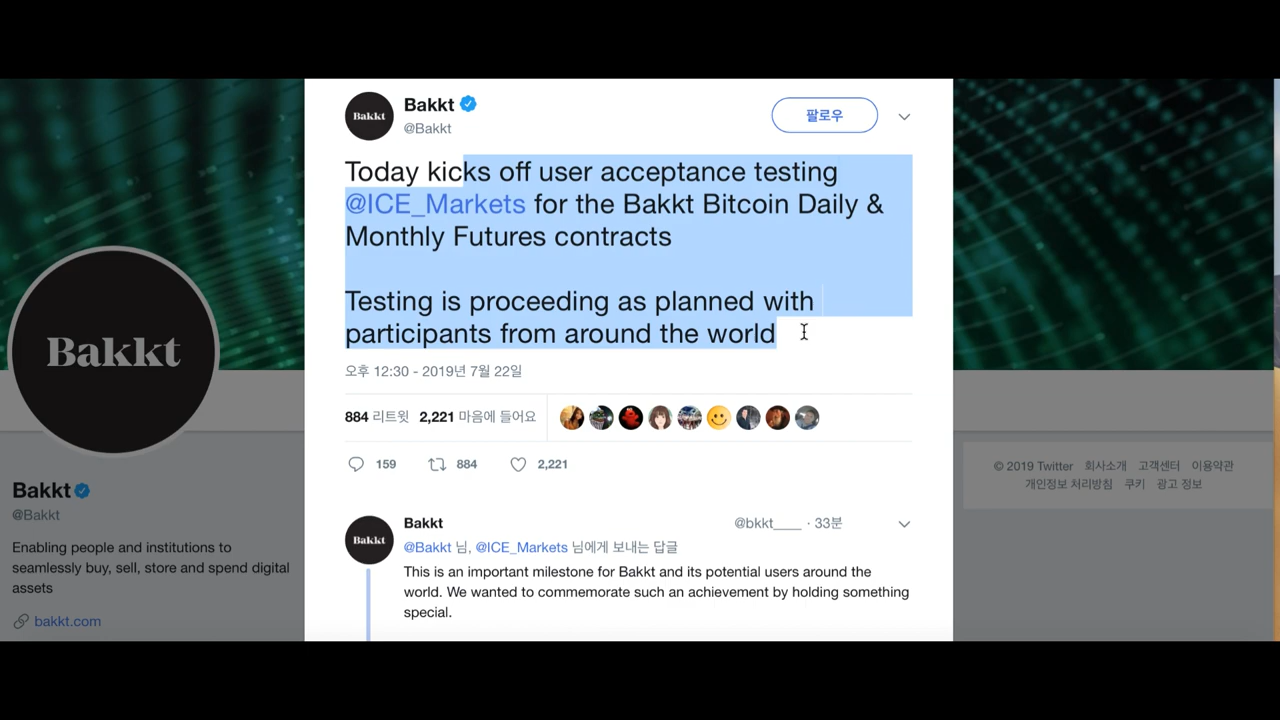 Bakkt
@Bakkt
팔로우
Bakkt
Today kicks off user acceptance testing
@ICE_Markets for the Bakkt Bitcoin Daily &
Monthly Futures contracts
Testing is proceeding as planned with
participants from around the world
오후 12:30 - 2019년 7월 22일
884 리트윗 2,221 마음에 들어요
159 884 2,221
Bakkt @bkkt____ · 33분
Bakkt
@Bakkt 님, @ICE_Markets 님에게 보내는 답글
This is an important milestone for Bakkt and its potential users around the
world. We wanted to commemorate such an achievement by holding something
special.
Bakkt
Bakkt
@Bakkt
Enabling people and institutions to
seamlessly buy, sell, store and spend digital
assets
bakkt.com
© 2019 Twitter 회사소개 고객센터 이용약관
개인정보 처리방침 쿠키 광고 정보